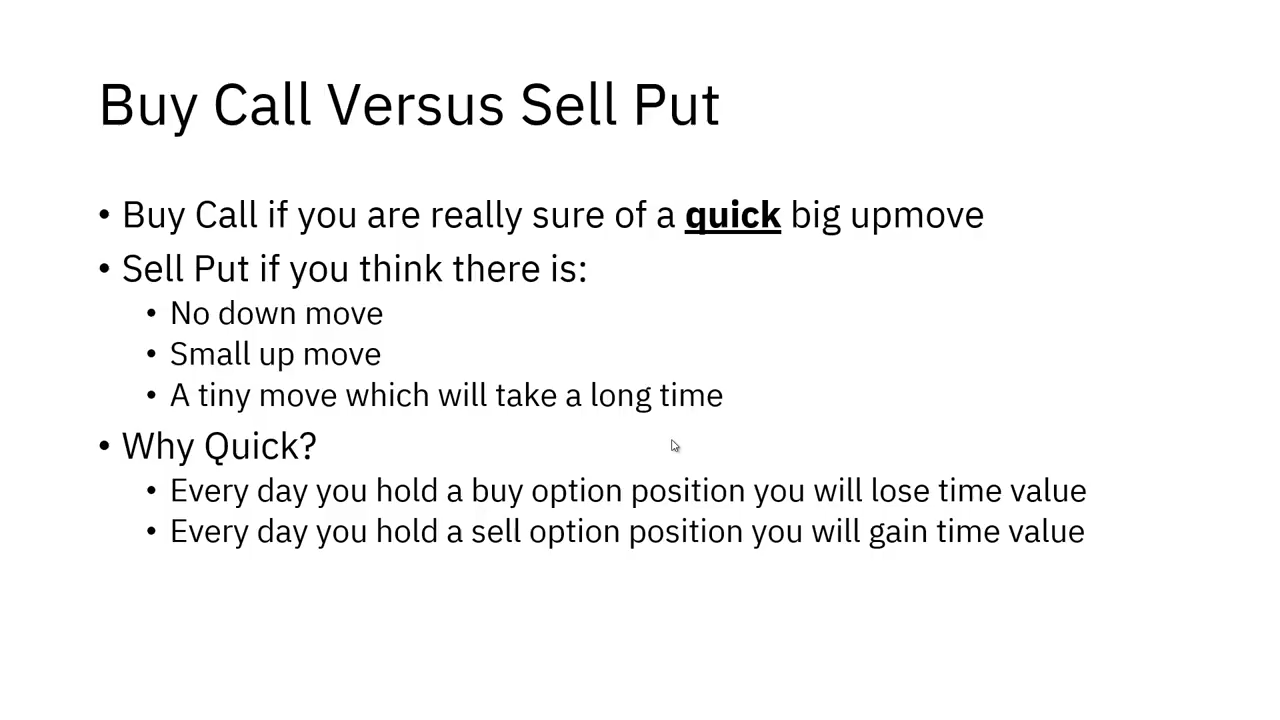 Buy Call Versus Sell Put
• Buy Call if you are really sure of a quick big upmove
• Sell Put if you think there is:
• No down move
• Small up move
• A tiny move which will take a long time
• Why Quick?
• Every day you hold a buy option position you will lose time value
• Every day you hold a sell option position you will gain time value